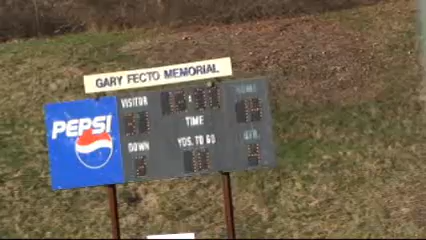 GARY FECTO MEMORIAL
VISITOR
HOME
TIME
PEPSI
DOWN
YDS. TO GO
QTR.